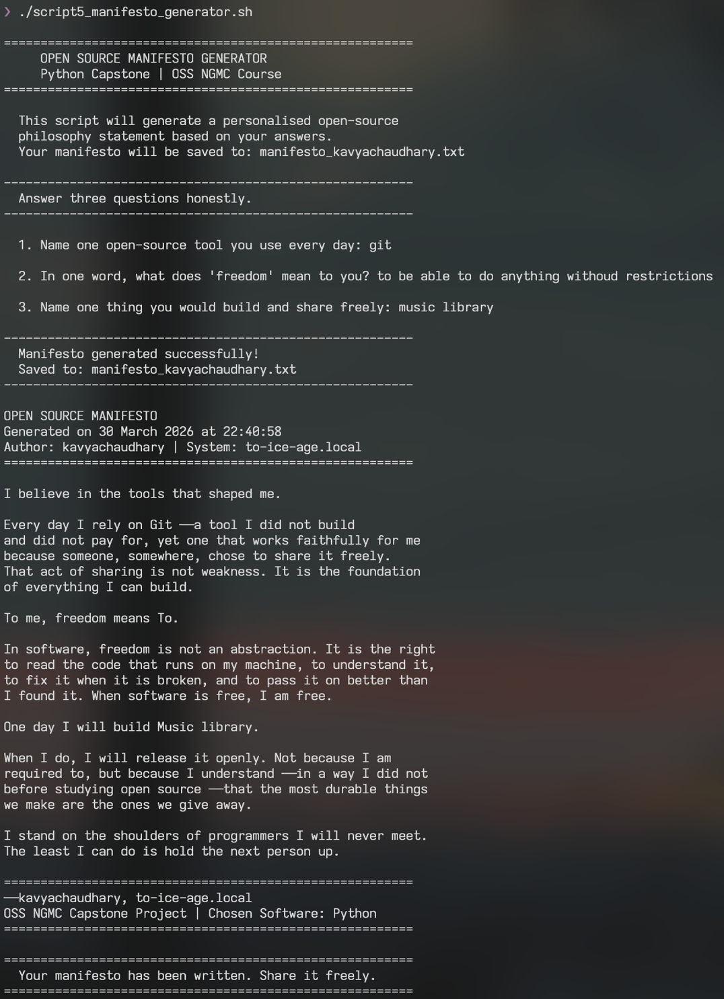 ❯ ./script5_manifesto_generator.sh
========================================================
OPEN SOURCE MANIFESTO GENERATOR
Python Capstone | OSS NGMC Course
========================================================
This script will generate a personalised open-source
philosophy statement based on your answers.
Your manifesto will be saved to: manifesto_kavyachaudhary.txt
--------------------------------------------------------
Answer three questions honestly.
--------------------------------------------------------
1. Name one open-source tool you use every day: git
2. In one word, what does 'freedom' mean to you? to be able to do anything withoud restrictions
3. Name one thing you would build and share freely: music library
--------------------------------------------------------
Manifesto generated successfully!
Saved to: manifesto_kavyachaudhary.txt
--------------------------------------------------------
OPEN SOURCE MANIFESTO
Generated on 30 March 2026 at 22:40:58
Author: kavyachaudhary | System: to-ice-age.local
========================================================
I believe in the tools that shaped me.
Every day I rely on Git —a tool I did not build
and did not pay for, yet one that works faithfully for me
because someone, somewhere, chose to share it freely.
That act of sharing is not weakness. It is the foundation
of everything I can build.
To me, freedom means To.
In software, freedom is not an abstraction. It is the right
to read the code that runs on my machine, to understand it,
to fix it when it is broken, and to pass it on better than
I found it. When software is free, I am free.
One day I will build Music library.
When I do, I will release it openly. Not because I am
required to, but because I understand —in a way I did not
before studying open source —that the most durable things
we make are the ones we give away.
I stand on the shoulders of programmers I will never meet.
The least I can do is hold the next person up.
========================================================
—kavyachaudhary, to-ice-age.local
OSS NGMC Capstone Project | Chosen Software: Python
========================================================
========================================================
Your manifesto has been written. Share it freely.
========================================================